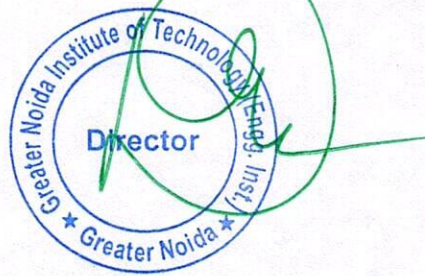 Greater Noida Institute of Technology (Engg. Inst.)
Director
★ Greater Noida ★